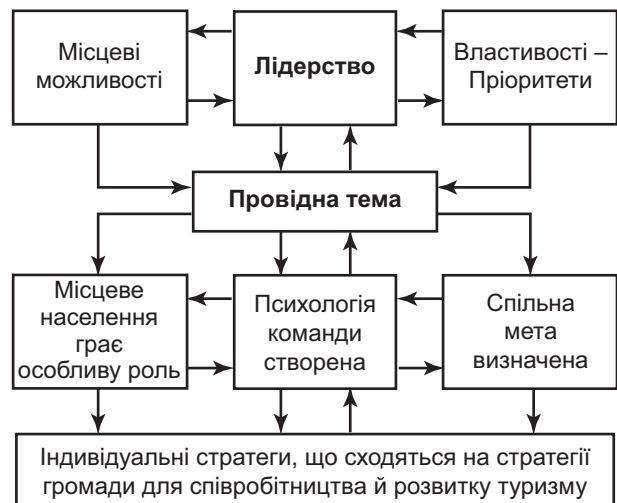 Місцеві
можливості
Лідерство
Властивості –
Пріоритети
Провідна тема
Місцеве
населення
грає
особливу роль
Психологія
команди
створена
Спільна
мета
визначена
Індивідуальні стратеги, що сходяться на стратегії
громади для співробітництва й розвитку туризму